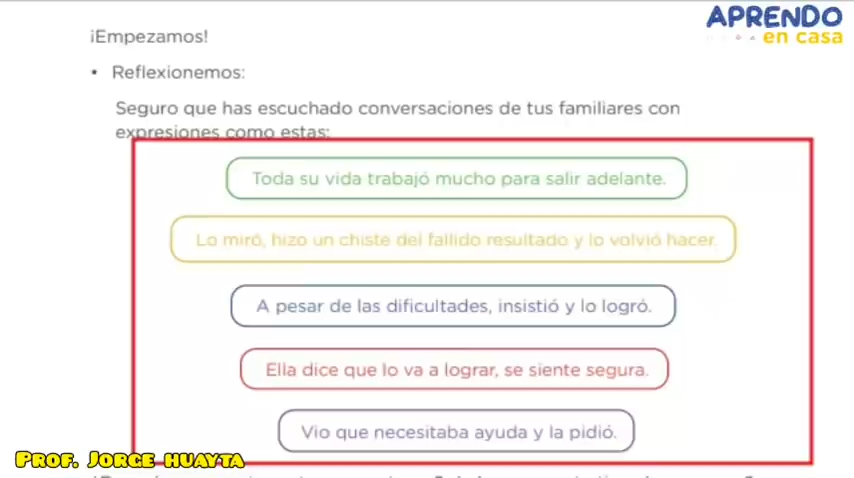 APRENDO
en casa
¡Empezamos!
• Reflexionemos:
Seguro que has escuchado conversaciones de tus familiares con
expresiones como estas:
Toda su vida trabajó mucho para salir adelante.
Lo miró, hizo un chiste del fallido resultado y lo volvió hacer.
A pesar de las dificultades, insistió y lo logró.
Ella dice que lo va a lograr, se siente segura.
Vio que necesitaba ayuda y la pidió.
Prof. Jorge huayta